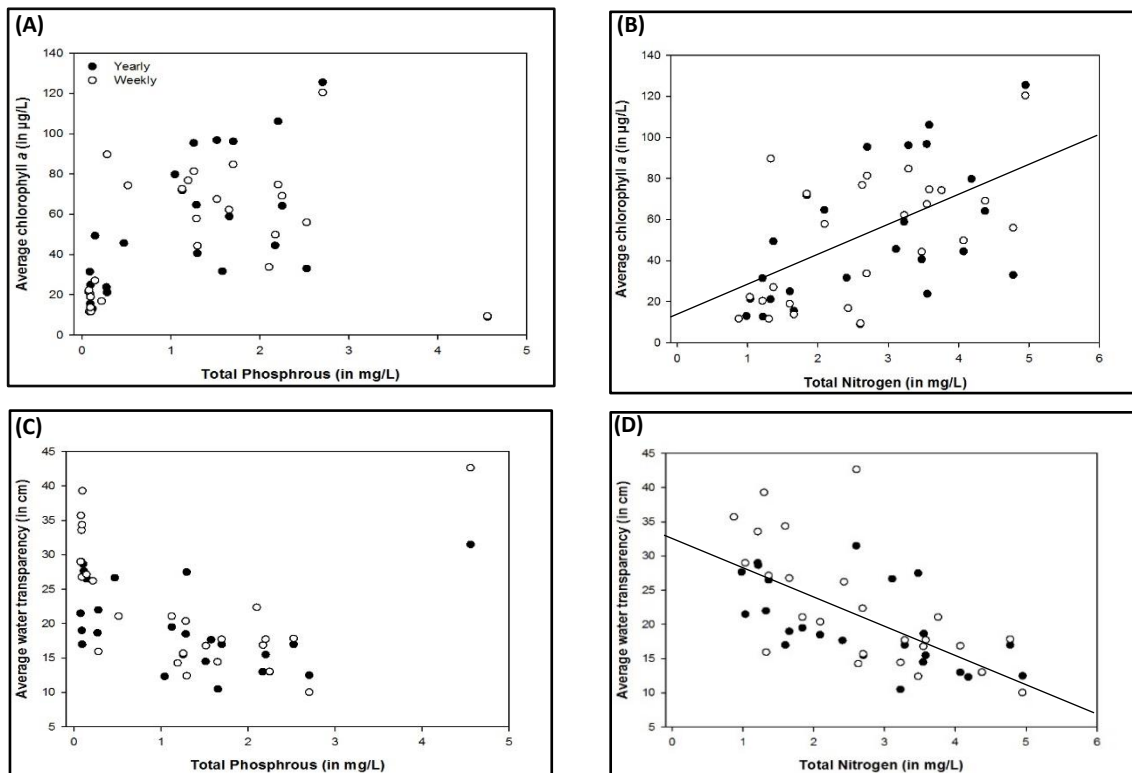 (A)
140
120
100
80
60
40
20
0
Average chlorophyll a (in µg/L)
Yearly
Weekly
0 1 2 3 4 5
Total Phosphrous (in mg/L)
(B)
140
120
100
80
60
40
20
0
Average chlorophyll a (in µg/L)
0 1 2 3 4 5 6
Total Nitrogen (in mg/L)
(C)
45
40
35
30
25
20
15
10
5
Average water transparency (in cm)
0 1 2 3 4 5
Total Phosphrous (in mg/L)
(D)
45
40
35
30
25
20
15
10
5
Average water transparency (in cm)
0 1 2 3 4 5 6
Total Nitrogen (in mg/L)